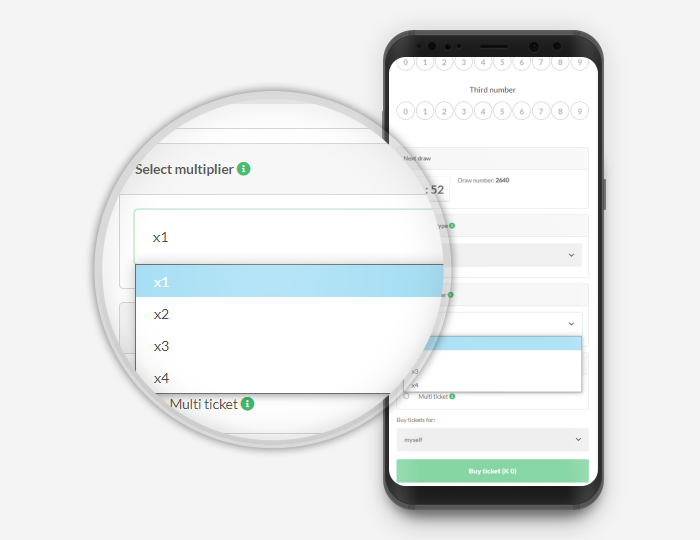 Select multiplier
x1
x1
x2
x3
x4
Multi ticket
0 1 2 3 4 5 6 7 8 9
Third number
0 1 2 3 4 5 6 7 8 9
Next draw
: 52
Draw number: 2640
x3
x4
Multi ticket
Buy tickets for:
myself
Buy ticket (K 0)